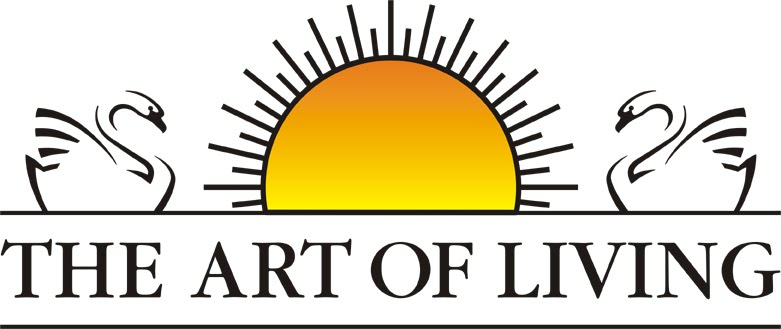 THE ART OF LIVING